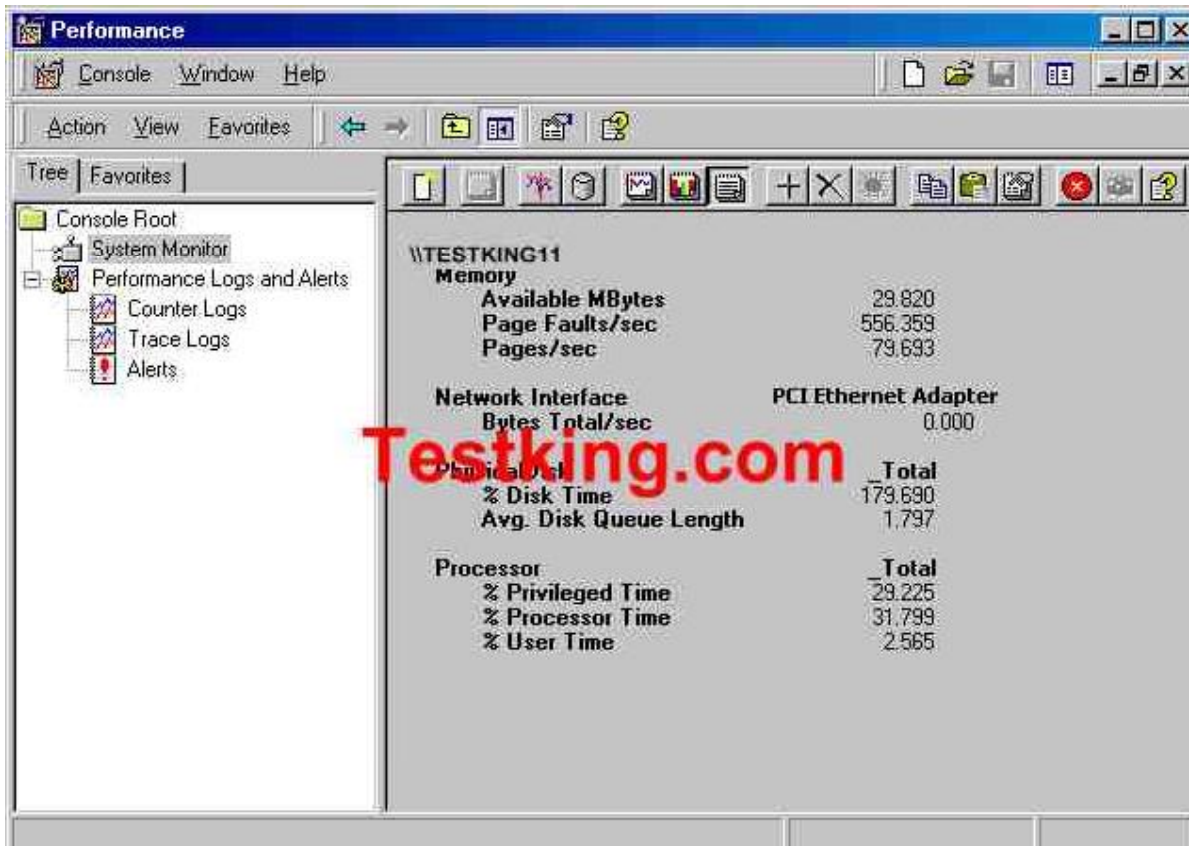 Performance
Console Window Help
Action View Favorites
Tree Favorites
Console Root
System Monitor
Performance Logs and Alerts
Counter Logs
Trace Logs
Alerts
\\TESTKING11
Memory
Available MBytes 29.820
Page Faults/sec 556.359
Pages/sec 79.693
Network Interface PCI Ethernet Adapter
Bytes Total/sec 0.000
Testking.com
PhysicalDisk _Total
% Disk Time 179.690
Avg. Disk Queue Length 1.797
Processor _Total
% Privileged Time 29.225
% Processor Time 31.799
% User Time 2.565